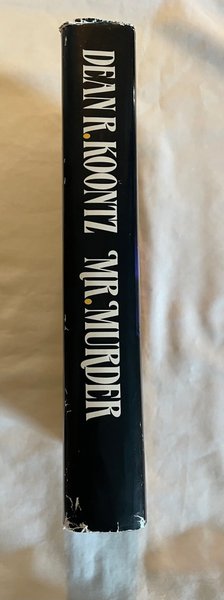 DEAN R. KOONTZ MR. MURDER